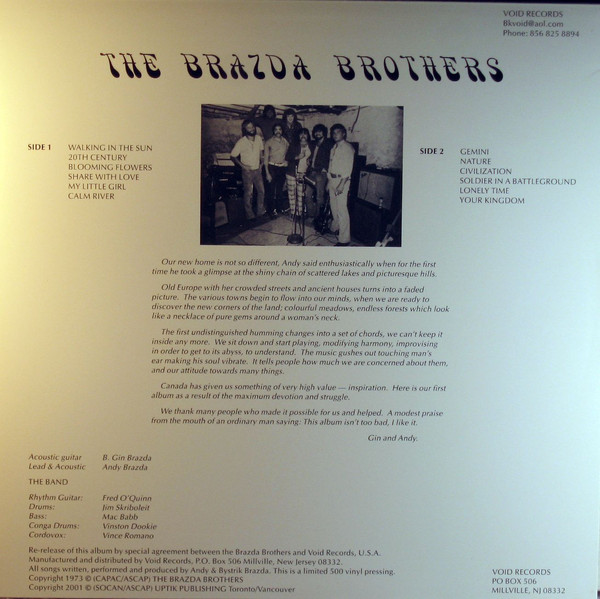 VOID RECORDS
Bkvoid@aol.com
Phone: 856 825 8894
THE BRAZDA BROTHERS
SIDE 1
WALKING IN THE SUN
20TH CENTURY
BLOOMING FLOWERS
SHARE WITH LOVE
MY LITTLE GIRL
CALM RIVER
SIDE 2
GEMINI
NATURE
CIVILIZATION
SOLDIER IN A BATTLEGROUND
LONELY TIME
YOUR KINGDOM
Our new home is not so different, Andy said enthusiastically when for the first
time he took a glimpse at the shiny chain of scattered lakes and picturesque hills.
Old Europe with her crowded streets and ancient houses turns into a faded
picture. The various towns begin to flow into our minds, when we are ready to
discover the new corners of the land; colourful meadows, endless forests which look
like a necklace of pure gems around a woman's neck.
The first undistinguished humming changes into a set of chords, we can't keep it
inside any more. We sit down and start playing, modifying harmony, improvising
in order to get to its abyss, to understand. The music gushes out touching man's
ear making his soul vibrate. It tells people how much we are concerned about them,
and our attitude towards many things.
Canada has given us something of very high value — inspiration. Here is our first
album as a result of the maximum devotion and struggle.
We thank many people who made it possible for us and helped. A modest praise
from the mouth of an ordinary man saying: This album isn't too bad, I like it.
Gin and Andy.
Acoustic guitar B. Gin Brazda
Lead & Acoustic Andy Brazda
THE BAND
Rhythm Guitar: Fred O'Quinn
Drums: Jim Skriboleit
Bass: Mac Babb
Conga Drums: Vinston Dookie
Cordovox: Vince Romano
Re-release of this album by special agreement between the Brazda Brothers and Void Records, U.S.A.
Manufactured and distributed by Void Records, P.O. Box 506 Millville, New Jersey 08332.
All songs written, performed and produced by Andy & Bystrik Brazda. This is a limited 500 vinyl pressing.
Copyright 1973 © (CAPAC/ASCAP) THE BRAZDA BROTHERS
Copyright 2001 © (SOCAN/ASCAP) UPTIK PUBLISHING Toronto/Vancouver
VOID RECORDS
PO BOX 506
MILLVILLE, NJ 08332